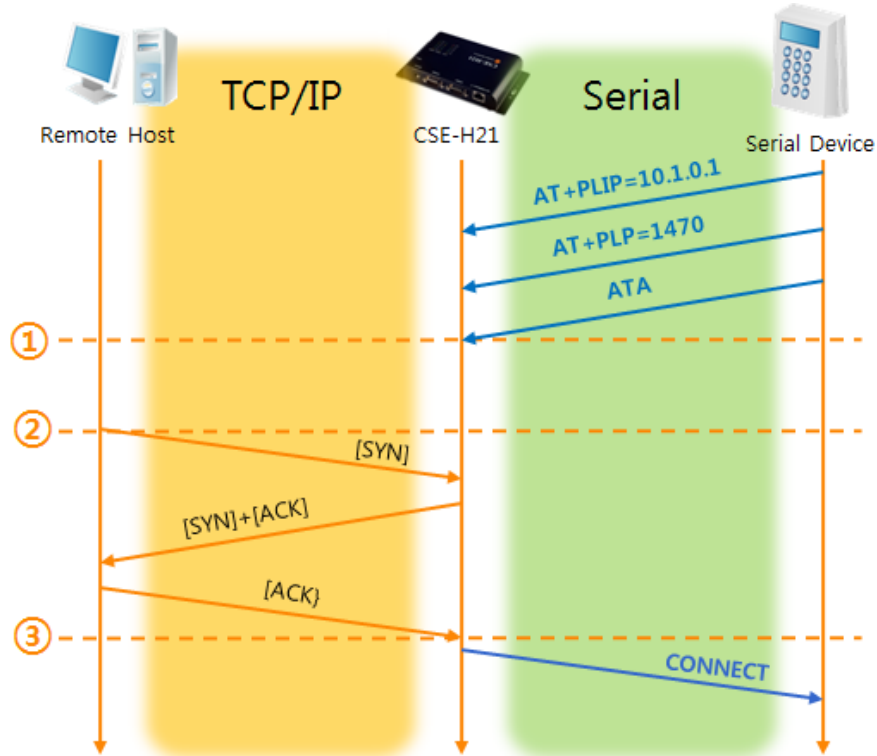 TCP/IP
Serial
Remote Host
CSE-H21
Serial Device
AT+PLIP=10.1.0.1
AT+PLP=1470
ATA
①
②
[SYN]
[SYN]+[ACK]
[ACK}
③
CONNECT